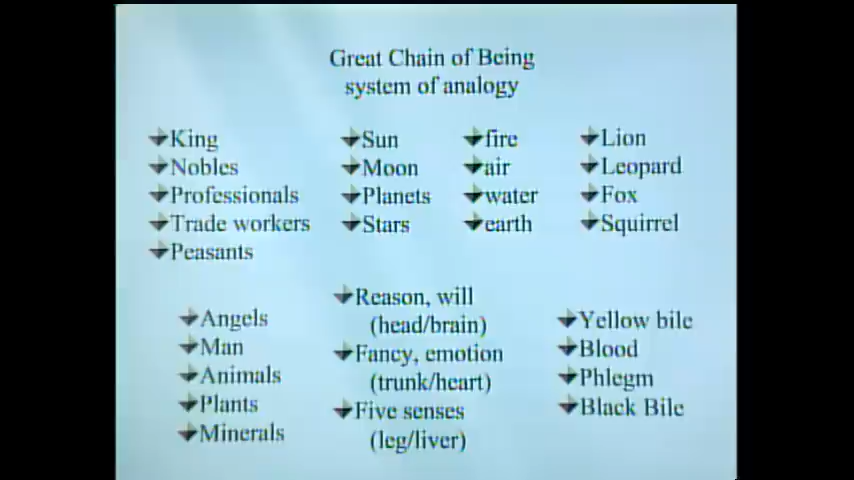 Great Chain of Being
system of analogy
King
Nobles
Professionals
Trade workers
Peasants
Sun
Moon
Planets
Stars
fire
air
water
earth
Lion
Leopard
Fox
Squirrel
Angels
Man
Animals
Plants
Minerals
Reason, will
(head/brain)
Fancy, emotion
(trunk/heart)
Five senses
(leg/liver)
Yellow bile
Blood
Phlegm
Black Bile